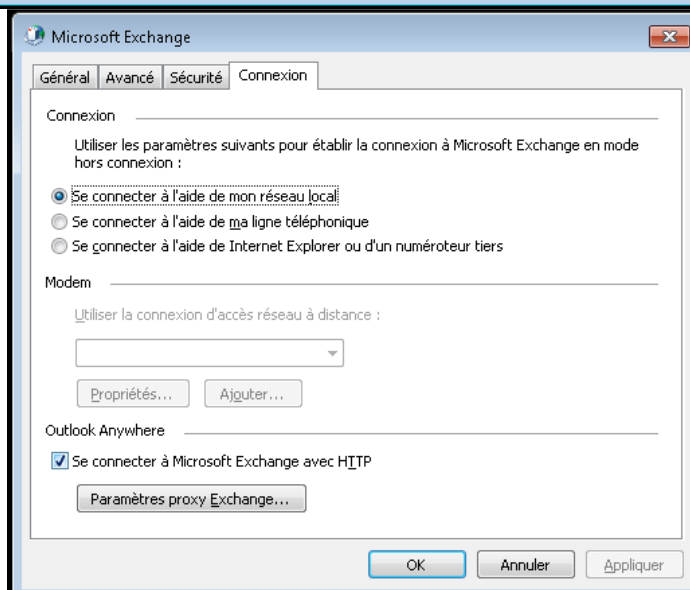 Microsoft Exchange
Général Avancé Sécurité Connexion
Connexion
Utiliser les paramètres suivants pour établir la connexion à Microsoft Exchange en mode
hors connexion :
Se connecter à l'aide de mon réseau local
Se connecter à l'aide de ma ligne téléphonique
Se connecter à l'aide de Internet Explorer ou d'un numéroteur tiers
Modem
Utiliser la connexion d'accès réseau à distance :
Propriétés... Ajouter...
Outlook Anywhere
Se connecter à Microsoft Exchange avec HTTP
Paramètres proxy Exchange...
OK Annuler Appliquer